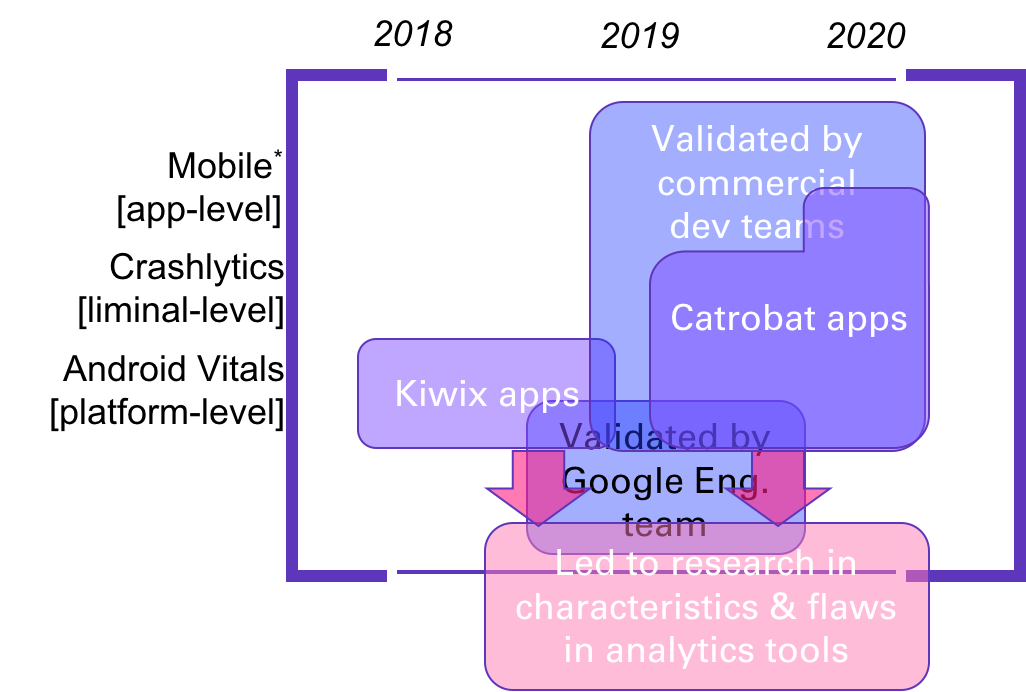 2018 2019 2020
Mobile*
[app-level]
Crashlytics
[liminal-level]
Android Vitals
[platform-level]
Validated by
commercial
dev teams
Catrobat apps
Kiwix apps
Validated by
Google Eng.
team
Led to research in
characteristics & flaws
in analytics tools